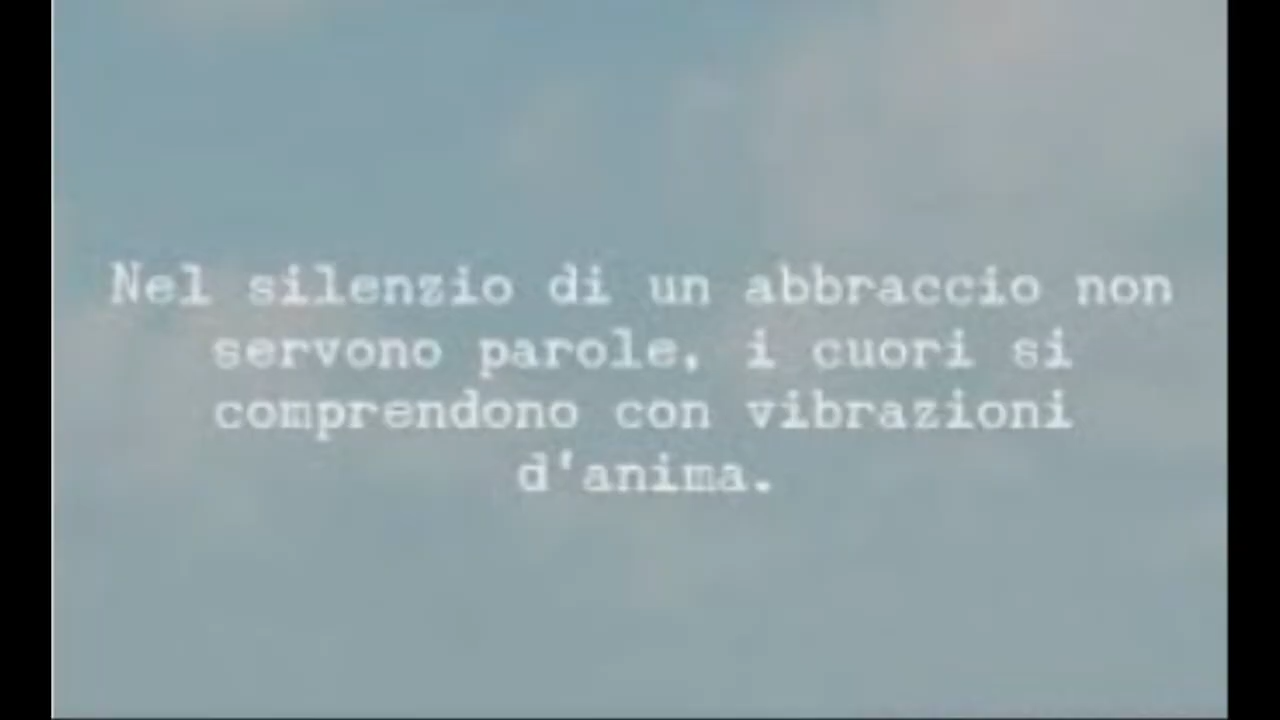 Nel silenzio di un abbraccio non
servono parole, i cuori si
comprendono con vibrazioni
d'anima.